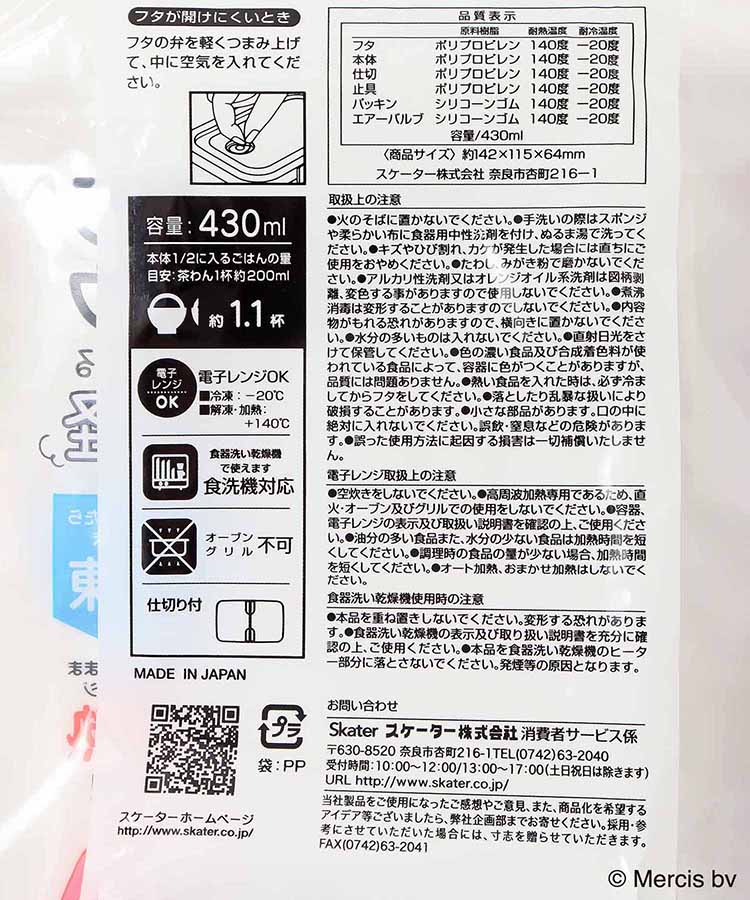 フタが開けにくいとき
フタの弁を軽くつまみ上げ
て、中に空気を入れてくだ
さい。
容量:430ml
本体1/2に入るごはんの量
目安:茶わん1杯約200ml
約1.1杯
電子
レンジ
OK
電子レンジOK
■冷凍:−20℃
■解凍・加熱:
+140℃
食器洗い乾燥機
で使えます
食洗機対応
オーブン
グリル 不可
仕切り付
MADE IN JAPAN
プラ
袋:PP
スケーターホームページ
http://www.skater.co.jp/
品質表示
原料樹脂 耐熱温度 耐冷温度
フタ ポリプロピレン 140度 −20度
本体 ポリプロピレン 140度 −20度
仕切 ポリプロピレン 140度 −20度
止具 ポリプロピレン 140度 −20度
パッキン シリコーンゴム 140度 −20度
エアーバルブ シリコーンゴム 140度 −20度
容量/430ml
〈商品サイズ〉約142×115×64mm
スケーター株式会社 奈良市杏町216−1
取扱上の注意
●火のそばに置かないでください。●手洗いの際はスポンジ
や柔らかい布に食器用中性洗剤を付け、ぬるま湯で洗ってく
ださい。●キズやひび割れ、カケが発生した場合には直ちにご
使用をおやめください。●たわし、みがき粉で磨かないでくだ
さい。●アルカリ性洗剤又はオレンジオイル系洗剤は図柄剥
離、変色する事がありますので使用しないでください。●煮沸
消毒は変形することがありますのでしないでください。●内容
物がもれる恐れがありますので、横向きに置かないでくださ
い。●水分の多いものは入れないでください。●直射日光をさ
けて保管してください。●色の濃い食品及び合成着色料が使
われている食品によって、容器に色がつくことがありますが、
品質には問題ありません。●熱い食品を入れた時は、必ず冷ま
してからフタをしてください。●落としたり乱暴な扱いにより
破損することがあります。●小さな部品があります。口の中に
絶対に入れないでください。誤飲・窒息などの危険がありま
す。●誤った使用方法に起因する損害は一切補償いたしませ
ん。
電子レンジ取扱上の注意
●空炊きをしないでください。●高周波加熱専用であるため、直
火・オーブン及びグリルでの使用をしないでください。●容器、
電子レンジの表示及び取扱い説明書を確認の上、ご使用くださ
い。●油分の多い食品また、水分の少ない食品は加熱時間を短
くしてください。●調理時の食品の量が少ない場合、加熱時間
を短くしてください。●オート加熱、おまかせ加熱はしないでく
ださい。
食器洗い乾燥機使用時の注意
●本品を重ね置きしないでください。変形する恐れがありま
す。●食器洗い乾燥機の表示及び取り扱い説明書を充分に確
認の上、ご使用ください。●本品を食器洗い乾燥機のヒータ
ー部分に落とさないでください。発煙等の原因となります。
お問い合わせ
Skater スケーター株式会社 消費者サービス係
〒630-8520 奈良市杏町216-1TEL(0742)63-2040
受付時間:10:00〜12:00/13:00〜17:00(土日祝日は除きます)
URL http://www.skater.co.jp/
当社製品をご使用になったご感想やご意見、また、商品化を希望する
アイデア等ございましたら、弊社企画部までお寄せください。採用・参
考にさせていただいた場合には、寸志を贈らせていただきます。
FAX(0742)63-2041
© Mercis bv